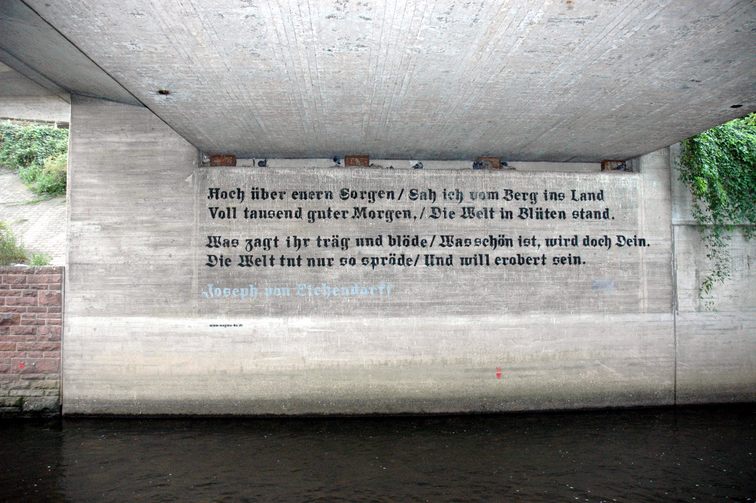 Hoch über euern Sorgen/Sah ich vom Berg ins Land
Voll tausend guter Morgen,/Die Welt in Blüten stand.
Was zagt ihr träg und blöde/Was schön ist, wird doch Dein.
Die Welt tut nur so spröde/Und will erobert sein.
Joseph von Eichendorff